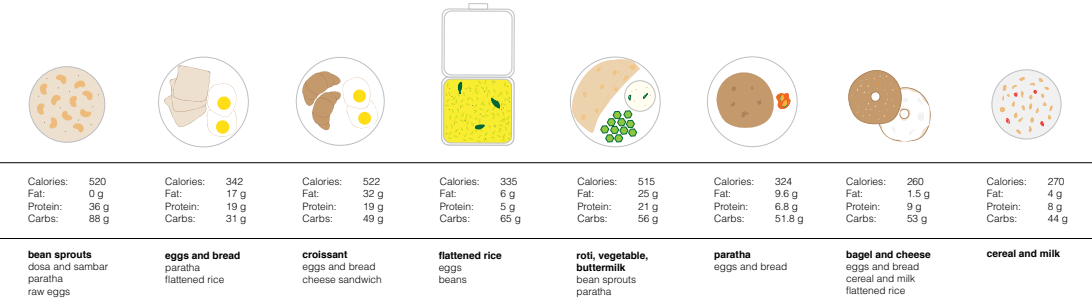 Calories: 520
Fat: 0 g
Protein: 36 g
Carbs: 88 g
Calories: 342
Fat: 17 g
Protein: 19 g
Carbs: 31 g
Calories: 522
Fat: 32 g
Protein: 19 g
Carbs: 49 g
Calories: 335
Fat: 6 g
Protein: 5 g
Carbs: 65 g
Calories: 515
Fat: 25 g
Protein: 21 g
Carbs: 56 g
Calories: 324
Fat: 9.6 g
Protein: 6.8 g
Carbs: 51.8 g
Calories: 260
Fat: 1.5 g
Protein: 9 g
Carbs: 53 g
Calories: 270
Fat: 4 g
Protein: 8 g
Carbs: 44 g
bean sprouts
dosa and sambar
paratha
raw eggs
eggs and bread
paratha
flattened rice
croissant
eggs and bread
cheese sandwich
flattened rice
eggs
beans
roti, vegetable,
buttermilk
bean sprouts
paratha
paratha
eggs and bread
bagel and cheese
eggs and bread
cereal and milk
flattened rice
cereal and milk